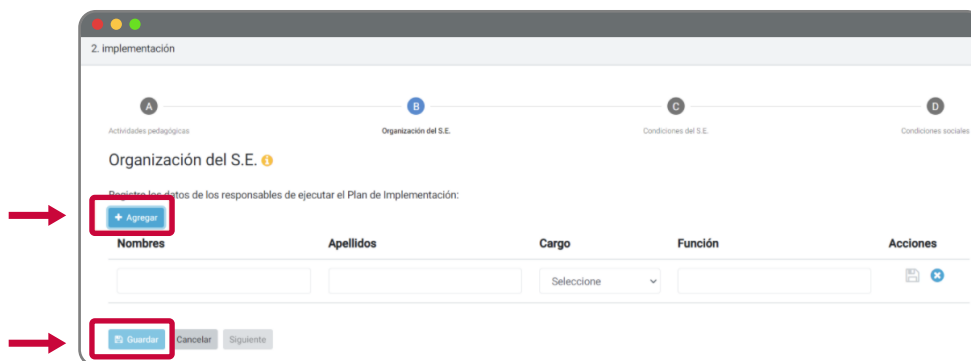 2. implementación
A B C D
Actividades pedagógicas Organización del S.E. Condiciones del S.E. Condiciones sociales
Organización del S.E.
Registre los datos de los responsables de ejecutar el Plan de Implementación:
+ Agregar
Nombres Apellidos Cargo Función Acciones
Seleccione
Guardar Cancelar Siguiente